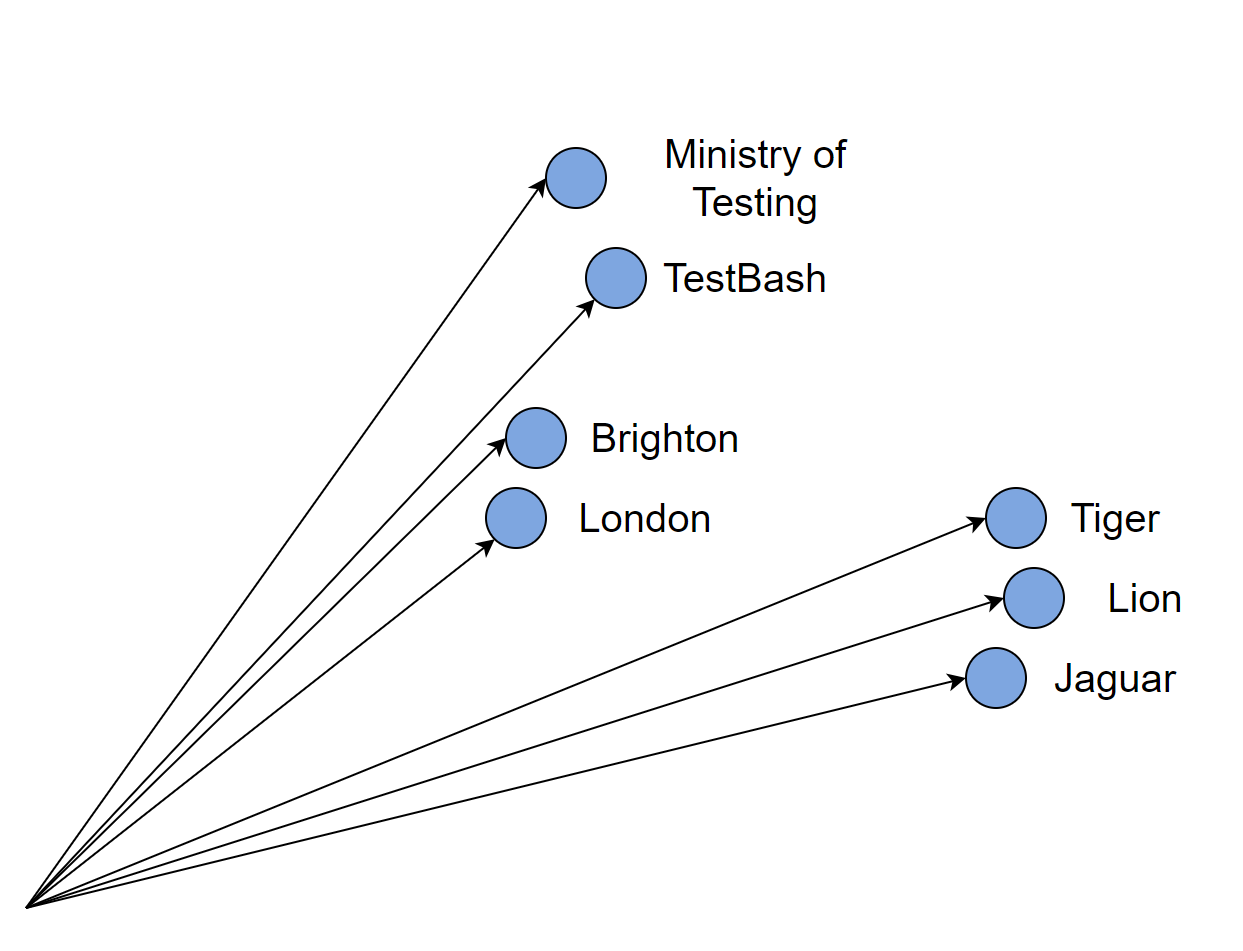 Ministry of
Testing
TestBash
Brighton
London
Tiger
Lion
Jaguar